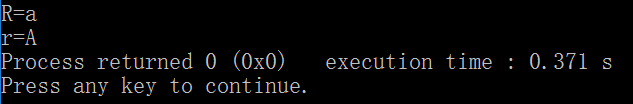 R=a
r=A
Process returned 0 (0x0)   execution time : 0.371 s
Press any key to continue.